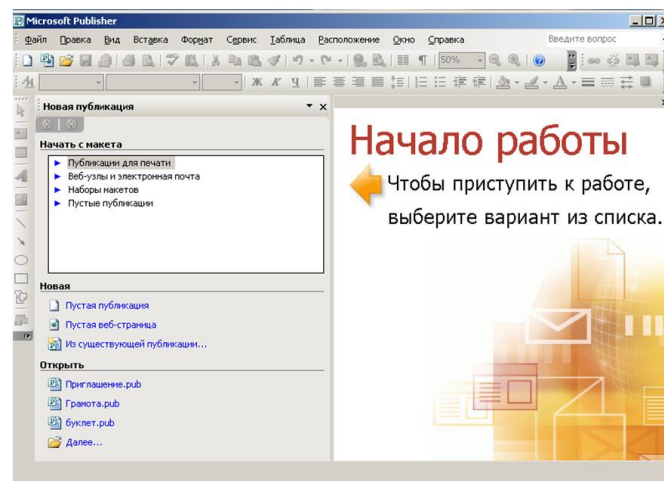 Microsoft Publisher
Файл Правка Вид Вставка Формат Сервис Таблица Расположение Окно Справка Введите вопрос
50%
Ж К Ч
Новая публикация
Начать с макета
Публикации для печати
Веб-узлы и электронная почта
Наборы макетов
Пустые публикации
Новая
Пустая публикация
Пустая веб-страница
Из существующей публикации...
Открыть
Приглашение.pub
Грамота.pub
буклет.pub
Далее...
Начало работы
Чтобы приступить к работе,
выберите вариант из списка.